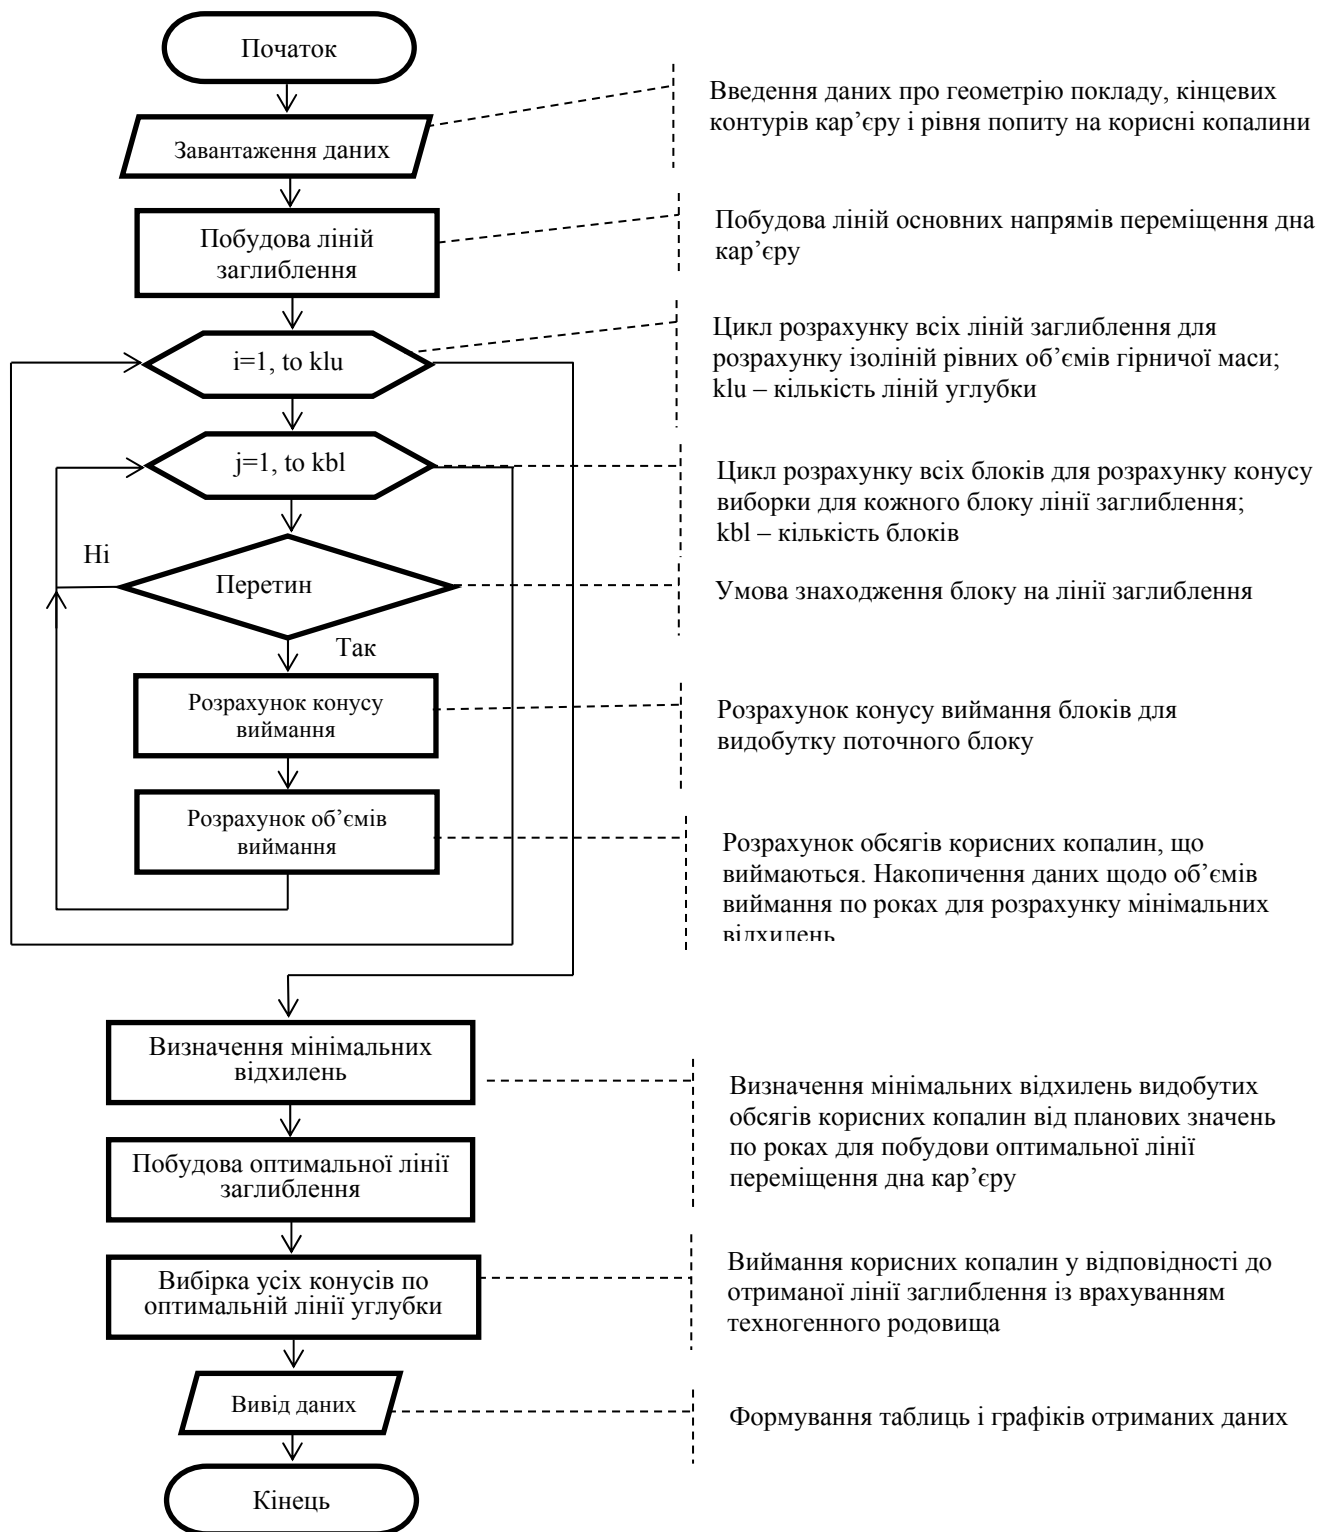 Початок
Введення даних про геометрію покладу, кінцевих
контурів кар’єру і рівня попиту на корисні копалини
Завантаження даних
Побудова ліній
заглиблення
Побудова ліній основних напрямів переміщення дна
кар’єру
i=1, to klu
Цикл розрахунку всіх ліній заглиблення для
розрахунку ізоліній рівних об’ємів гірничої маси;
klu – кількість ліній углубки
j=1, to kbl
Цикл розрахунку всіх блоків для розрахунку конусу
виборки для кожного блоку лінії заглиблення;
kbl – кількість блоків
Ні
Перетин
Умова знаходження блоку на лінії заглиблення
Так
Розрахунок конусу
виймання
Розрахунок конусу виймання блоків для
видобутку поточного блоку
Розрахунок об’ємів
виймання
Розрахунок обсягів корисних копалин, що
виймаються. Накопичення даних щодо об’ємів
виймання по роках для розрахунку мінімальних
відхилень
Визначення мінімальних
відхилень
Визначення мінімальних відхилень видобутих
обсягів корисних копалин від планових значень
по роках для побудови оптимальної лінії
переміщення дна кар’єру
Побудова оптимальної лінії
заглиблення
Вибірка усіх конусів по
оптимальній лінії углубки
Виймання корисних копалин у відповідності до
отриманої лінії заглиблення із врахуванням
техногенного родовища
Вивід даних
Формування таблиць і графіків отриманих даних
Кінець